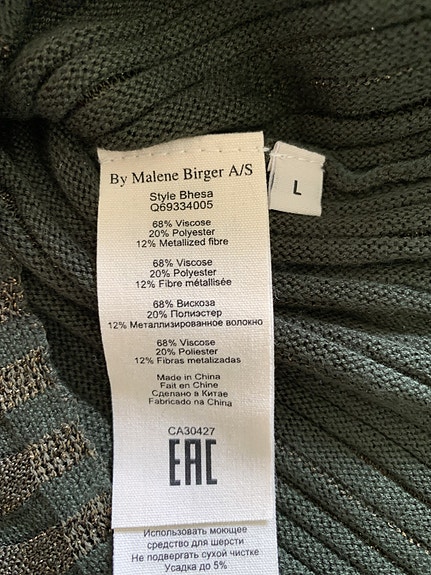 By Malene Birger A/S
L
Style Bhesa
Q69334005
68% Viscose
20% Polyester
12% Metallized fibre
68% Viscose
20% Polyester
12% Fibre métallisée
68% Вискоза
20% Полиэстер
12% Металлизированное волокно
68% Viscose
20% Poliester
12% Fibras metalizadas
Made in China
Fait en Chine
Сделано в Китае
Fabricado na China
CA30427
EAC
Использовать моющее
средство для шерсти
Не подвергать сухой чистке
Усадка до 5%